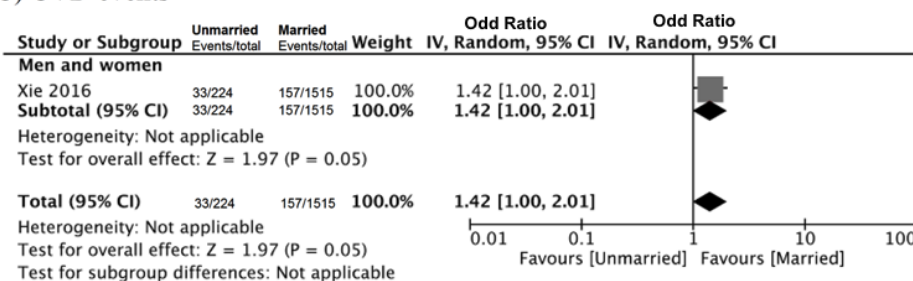 Odd Ratio Odd Ratio
Unmarried Married
Study or Subgroup Events/total Events/total Weight IV, Random, 95% CI IV, Random, 95% CI
Men and women
Xie 2016 33/224 157/1515 100.0% 1.42 [1.00, 2.01]
Subtotal (95% CI) 33/224 157/1515 100.0% 1.42 [1.00, 2.01]
Heterogeneity: Not applicable
Test for overall effect: Z = 1.97 (P = 0.05)
Total (95% CI) 33/224 157/1515 100.0% 1.42 [1.00, 2.01]
Heterogeneity: Not applicable
Test for overall effect: Z = 1.97 (P = 0.05)
Test for subgroup differences: Not applicable
0.01 0.1 1 10 100
Favours [Unmarried] Favours [Married]